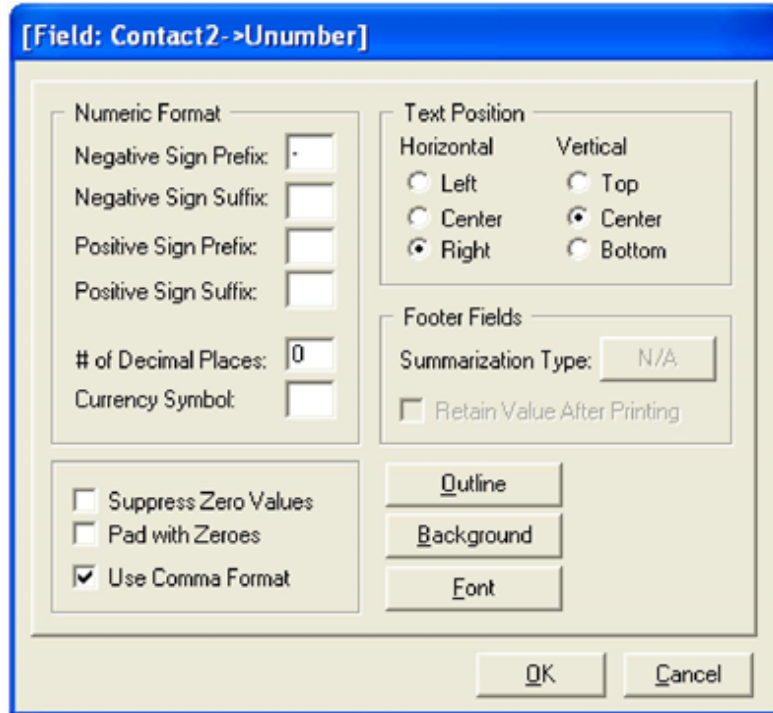 [Field: Contact2->Unumber]
Numeric Format
Negative Sign Prefix: -
Negative Sign Suffix:
Positive Sign Prefix:
Positive Sign Suffix:
# of Decimal Places: 0
Currency Symbol:
Text Position
Horizontal Vertical
Left Top
Center Center
Right Bottom
Footer Fields
Summarization Type: N/A
Retain Value After Printing
Suppress Zero Values
Pad with Zeroes
Use Comma Format
Outline
Background
Font
OK Cancel